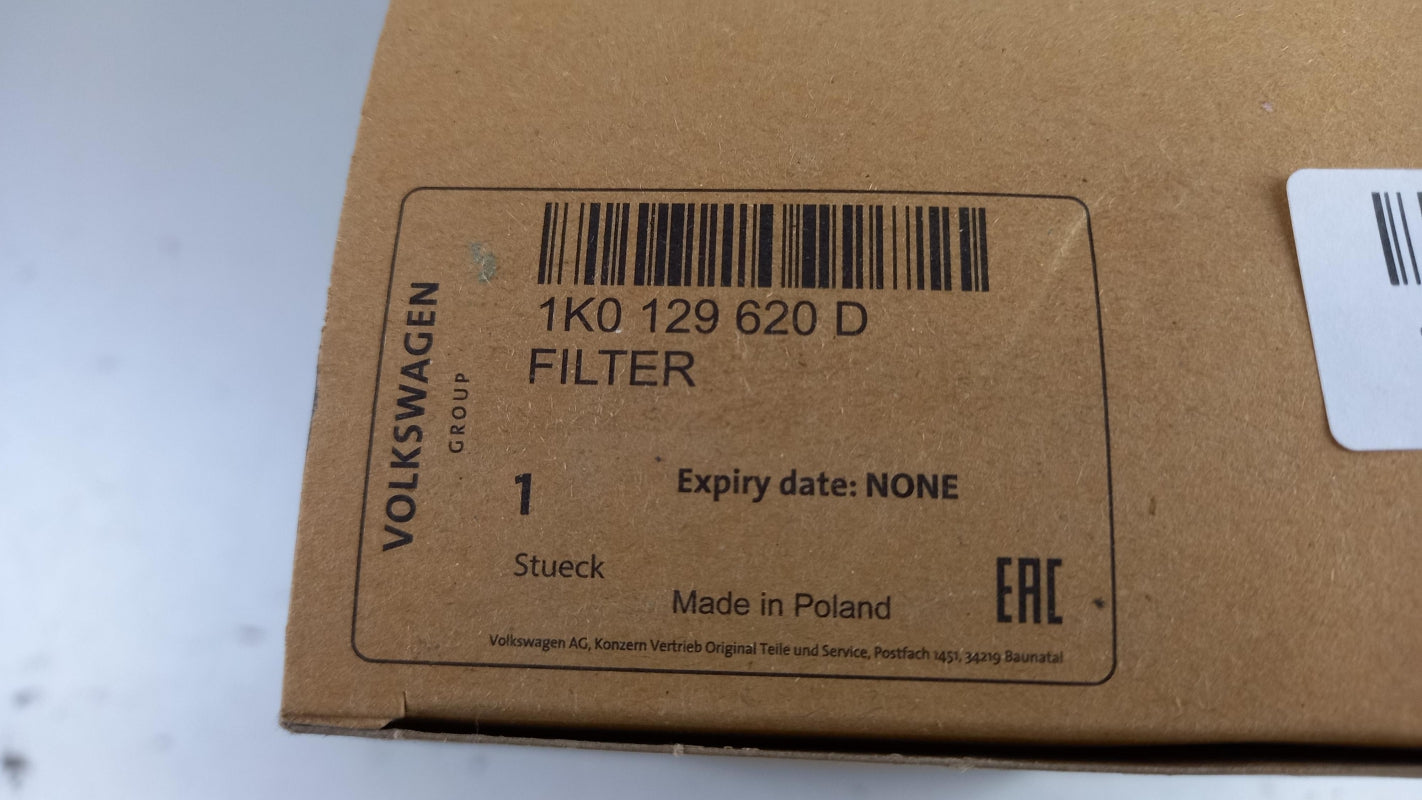 VOLKSWAGEN
GROUP
1K0 129 620 D
FILTER
1
Expiry date: NONE
Stueck
Made in Poland
EAC
Volkswagen AG, Konzern Vertrieb Original Teile und Service, Postfach 1451, 34219 Baunatal